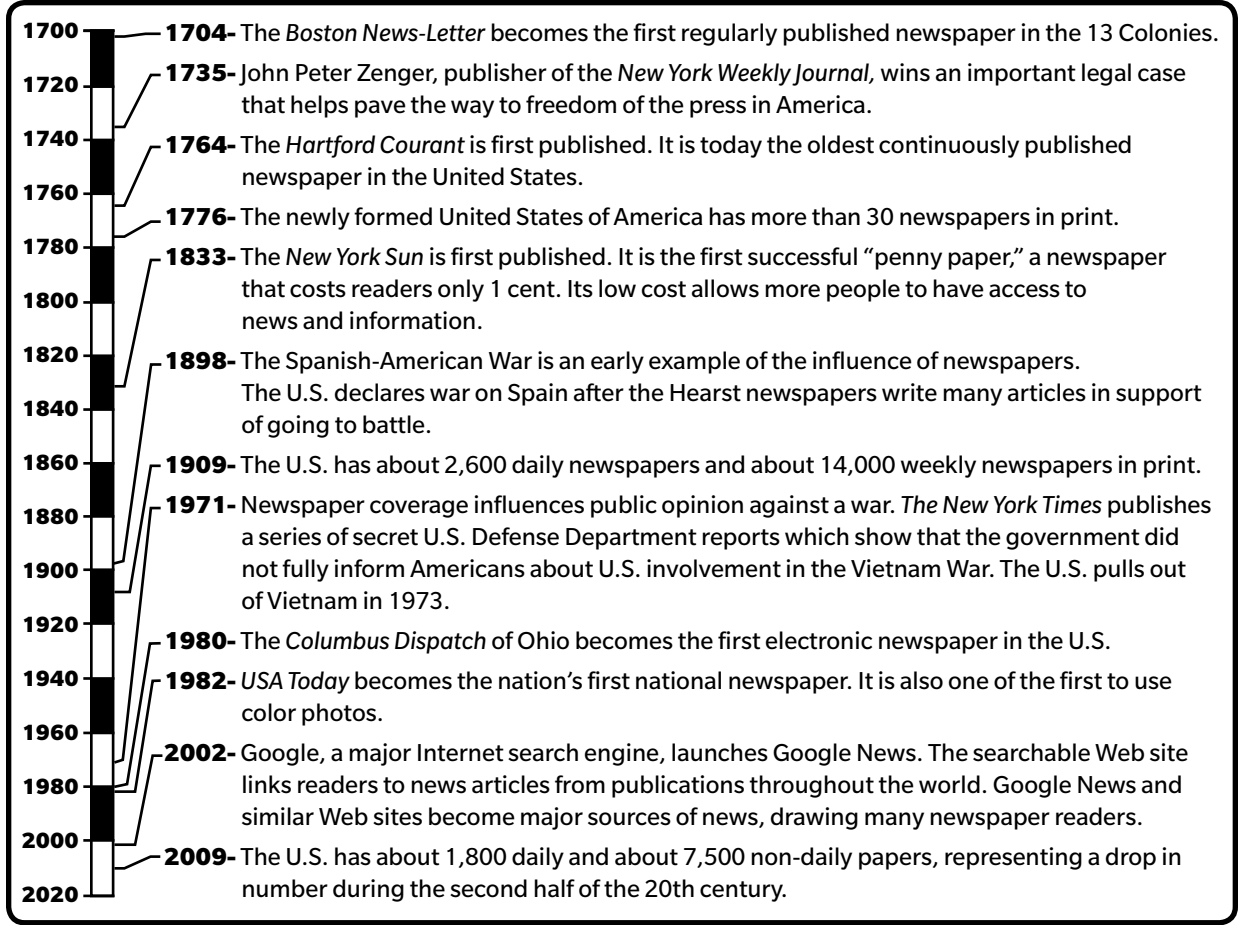 1700
1720
1740
1760
1780
1800
1820
1840
1860
1880
1900
1920
1940
1960
1980
2000
2020
1704- The Boston News-Letter becomes the first regularly published newspaper in the 13 Colonies.
1735- John Peter Zenger, publisher of the New York Weekly Journal, wins an important legal case
that helps pave the way to freedom of the press in America.
1764- The Hartford Courant is first published. It is today the oldest continuously published
newspaper in the United States.
1776- The newly formed United States of America has more than 30 newspapers in print.
1833- The New York Sun is first published. It is the first successful “penny paper,” a newspaper
that costs readers only 1 cent. Its low cost allows more people to have access to
news and information.
1898- The Spanish-American War is an early example of the influence of newspapers.
The U.S. declares war on Spain after the Hearst newspapers write many articles in support
of going to battle.
1909- The U.S. has about 2,600 daily newspapers and about 14,000 weekly newspapers in print.
1971- Newspaper coverage influences public opinion against a war. The New York Times publishes
a series of secret U.S. Defense Department reports which show that the government did
not fully inform Americans about U.S. involvement in the Vietnam War. The U.S. pulls out
of Vietnam in 1973.
1980- The Columbus Dispatch of Ohio becomes the first electronic newspaper in the U.S.
1982- USA Today becomes the nation’s first national newspaper. It is also one of the first to use
color photos.
2002- Google, a major Internet search engine, launches Google News. The searchable Web site
links readers to news articles from publications throughout the world. Google News and
similar Web sites become major sources of news, drawing many newspaper readers.
2009- The U.S. has about 1,800 daily and about 7,500 non-daily papers, representing a drop in
number during the second half of the 20th century.